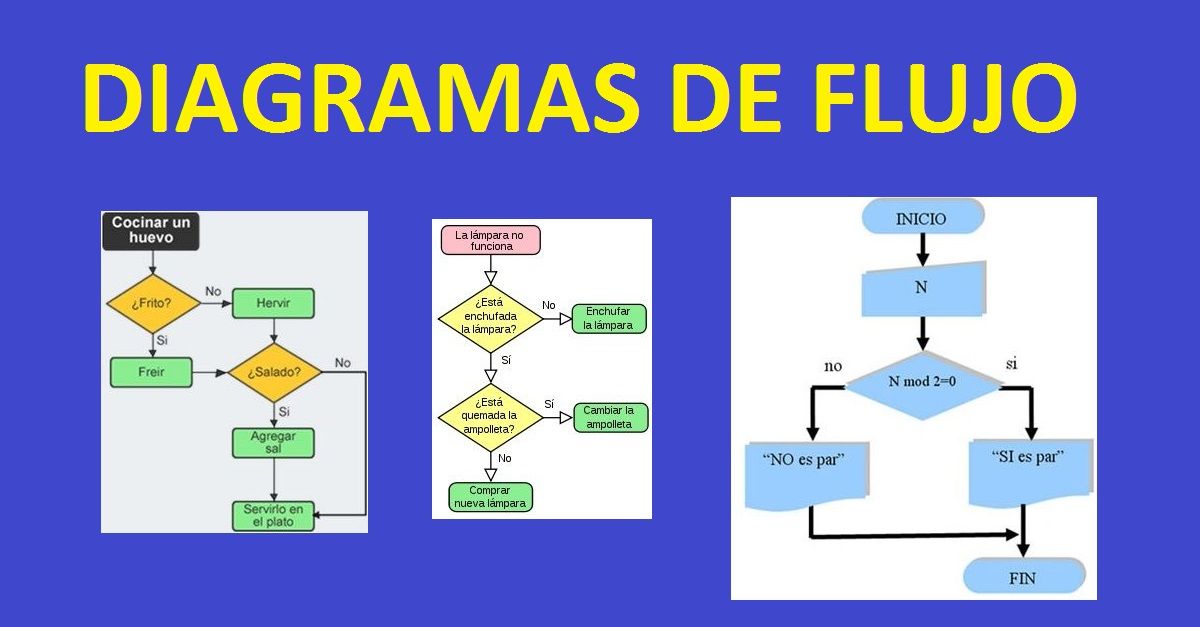 DIAGRAMAS DE FLUJO
Cocinar un
huevo
¿Frito?
No
Hervir
Si
Freir
¿Salado?
No
Si
Agregar
sal
Servirlo en
el plato
La lámpara no
funciona
¿Está
enchufada
la lámpara?
No
Enchufar
la lámpara
Sí
¿Está
quemada la
ampolleta?
Sí
Cambiar la
ampolleta
No
Comprar
nueva lámpara
INICIO
N
no
si
N mod 2=0
“NO es par”
“SI es par”
FIN